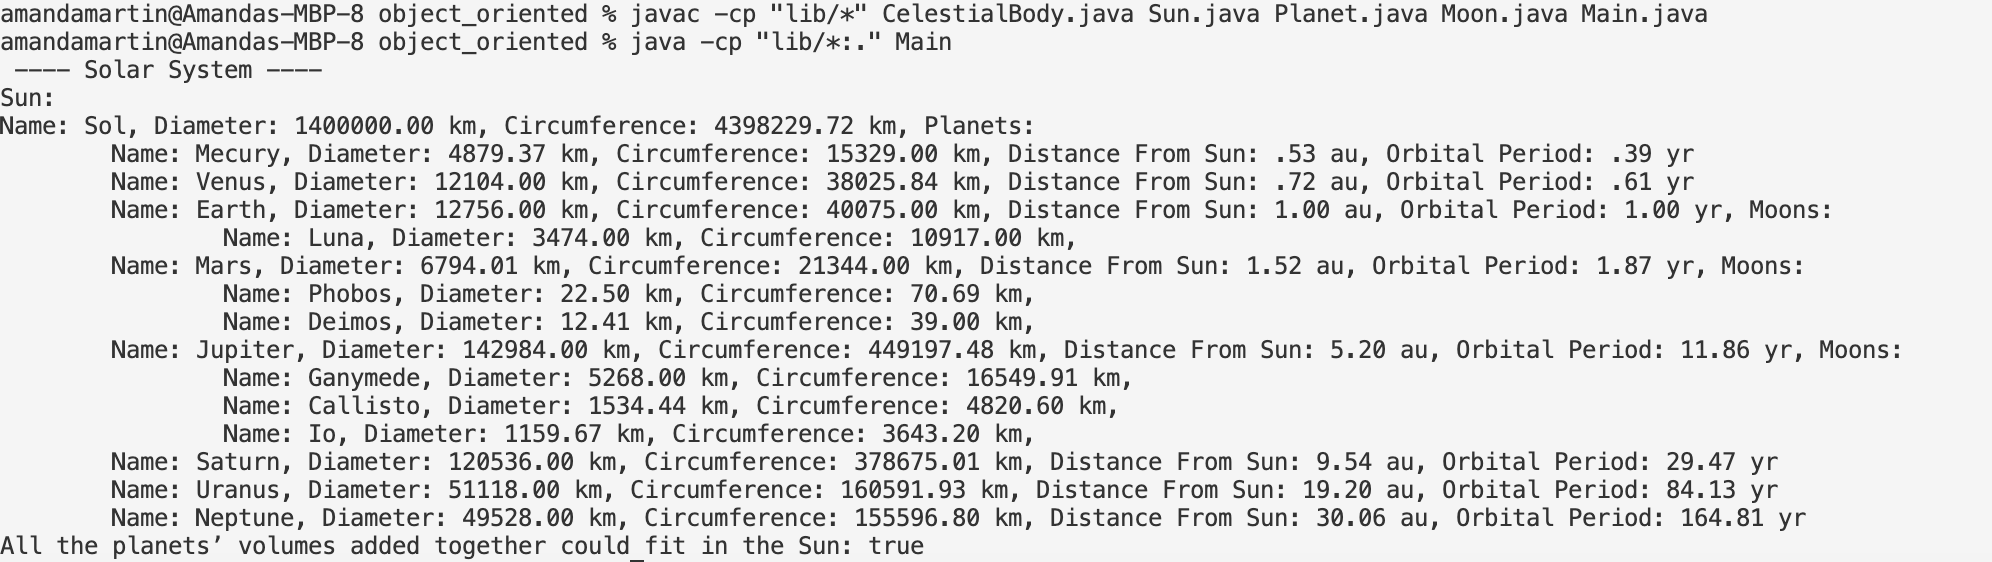 amandamartin@Amandas-MBP-8 object_oriented % javac -cp "lib/*" CelestialBody.java Sun.java Planet.java Moon.java Main.java
amandamartin@Amandas-MBP-8 object_oriented % java -cp "lib/*:." Main
---- Solar System ----
Sun:
Name: Sol, Diameter: 1400000.00 km, Circumference: 4398229.72 km, Planets:
Name: Mecury, Diameter: 4879.37 km, Circumference: 15329.00 km, Distance From Sun: .53 au, Orbital Period: .39 yr
Name: Venus, Diameter: 12104.00 km, Circumference: 38025.84 km, Distance From Sun: .72 au, Orbital Period: .61 yr
Name: Earth, Diameter: 12756.00 km, Circumference: 40075.00 km, Distance From Sun: 1.00 au, Orbital Period: 1.00 yr, Moons:
Name: Luna, Diameter: 3474.00 km, Circumference: 10917.00 km,
Name: Mars, Diameter: 6794.01 km, Circumference: 21344.00 km, Distance From Sun: 1.52 au, Orbital Period: 1.87 yr, Moons:
Name: Phobos, Diameter: 22.50 km, Circumference: 70.69 km,
Name: Deimos, Diameter: 12.41 km, Circumference: 39.00 km,
Name: Jupiter, Diameter: 142984.00 km, Circumference: 449197.48 km, Distance From Sun: 5.20 au, Orbital Period: 11.86 yr, Moons:
Name: Ganymede, Diameter: 5268.00 km, Circumference: 16549.91 km,
Name: Callisto, Diameter: 1534.44 km, Circumference: 4820.60 km,
Name: Io, Diameter: 1159.67 km, Circumference: 3643.20 km,
Name: Saturn, Diameter: 120536.00 km, Circumference: 378675.01 km, Distance From Sun: 9.54 au, Orbital Period: 29.47 yr
Name: Uranus, Diameter: 51118.00 km, Circumference: 160591.93 km, Distance From Sun: 19.20 au, Orbital Period: 84.13 yr
Name: Neptune, Diameter: 49528.00 km, Circumference: 155596.80 km, Distance From Sun: 30.06 au, Orbital Period: 164.81 yr
All the planets’ volumes added together could fit in the Sun: true